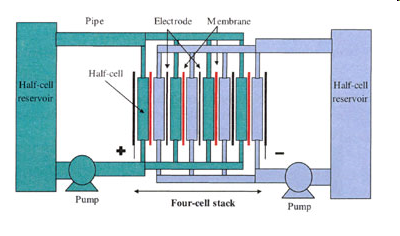 Pipe
Electrode
Membrane
Half-cell
Half-cell
reservoir
Half-cell
reservoir
+
−
Pump
Four-cell stack
Pump